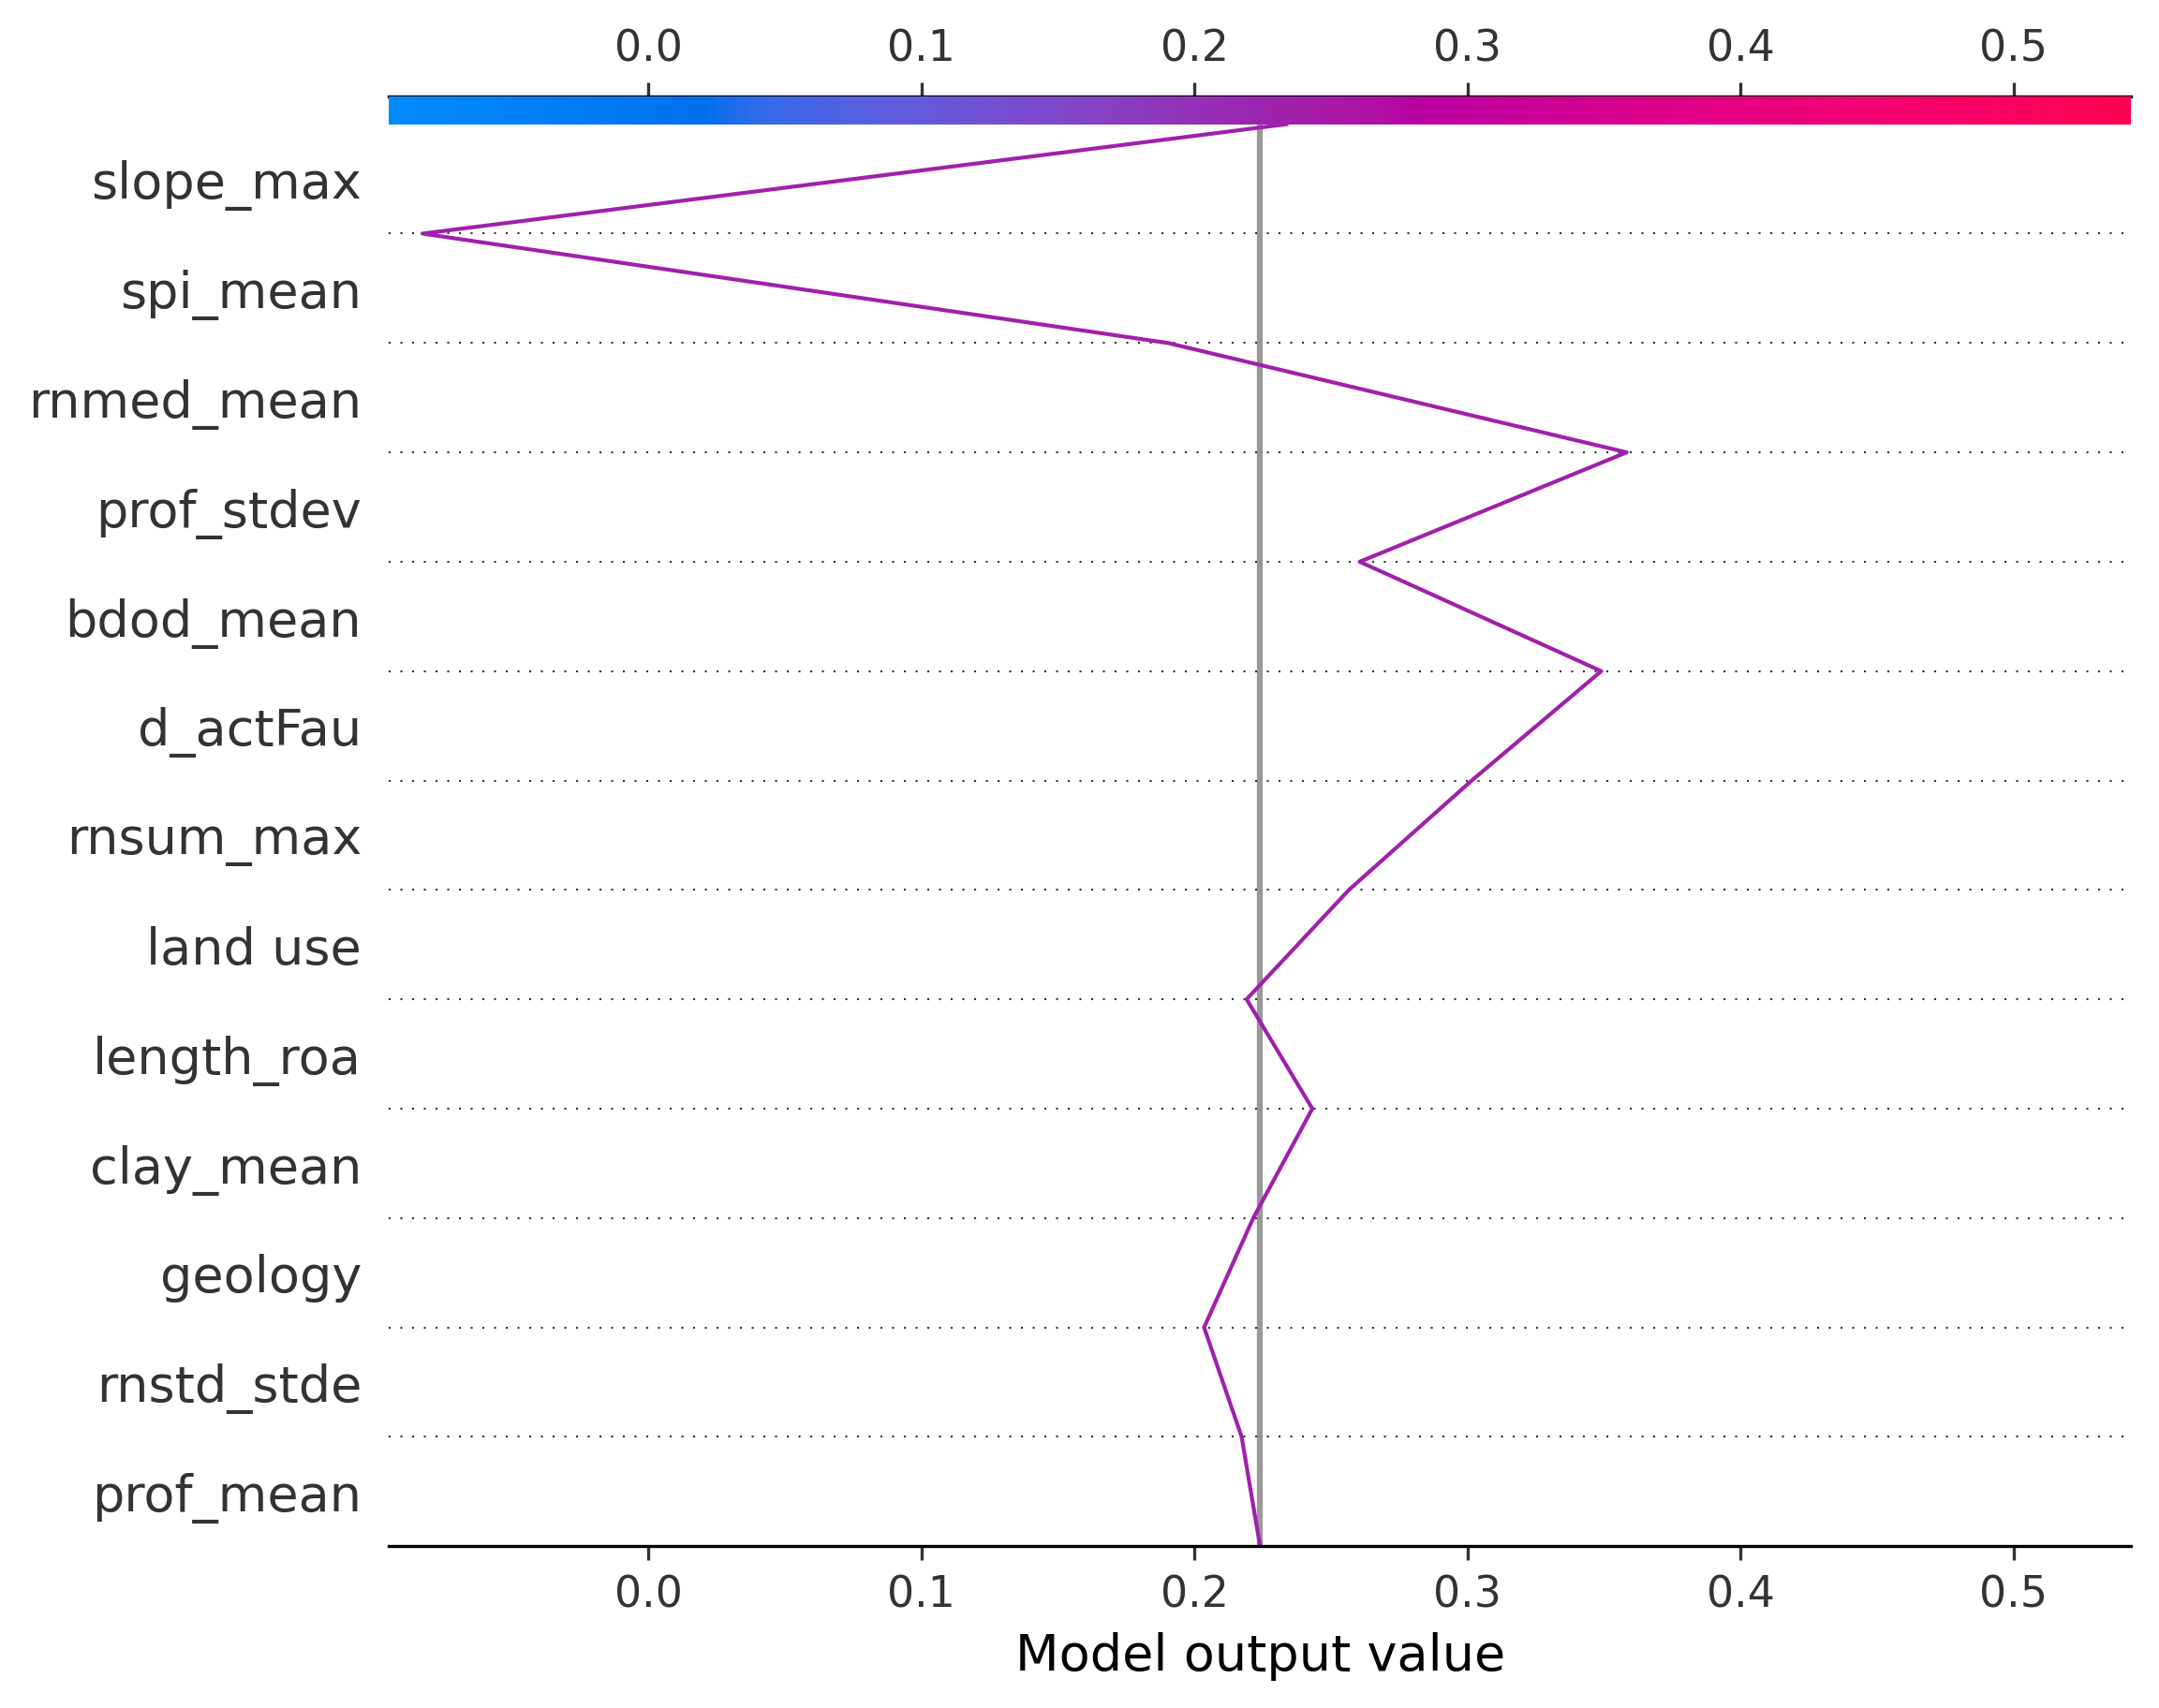 0.0 0.1 0.2 0.3 0.4 0.5
slope_max
spi_mean
rnmed_mean
prof_stdev
bdod_mean
d_actFau
rnsum_max
land use
length_roa
clay_mean
geology
rnstd_stde
prof_mean
0.0 0.1 0.2 0.3 0.4 0.5
Model output value